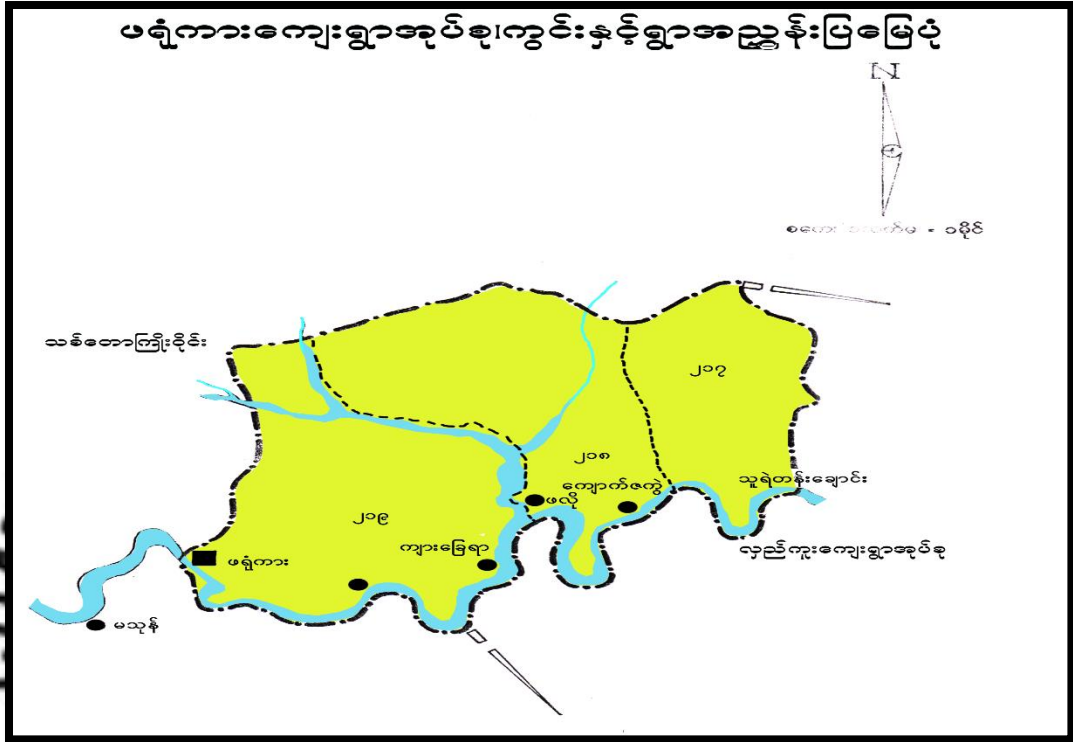 ဖရုံကားကျေးရွာအုပ်စု၊ကွင်းနှင့်ရွာအညွှန်းပြမြေပုံ
N
= ၁မိုင်
သစ်တောကြိုးဝိုင်း
၂၁၇
၂၁၈
ကျောက်ဇကွဲ
သူရဲတန်းချောင်း
ဖလို
၂၁၉
ကျားခြေရာ
လှည်ကူးကျေးရွာအုပ်စု
ဖရုံကား
မသုန်